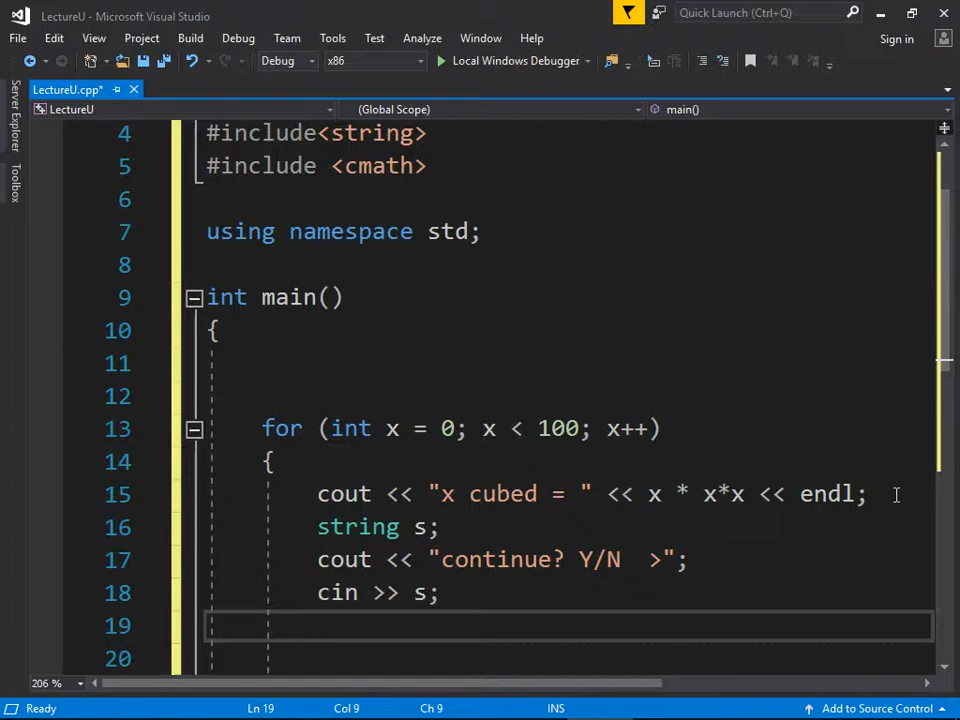 LectureU - Microsoft Visual Studio
Quick Launch (Ctrl+Q)
File Edit View Project Build Debug Team Tools Test Analyze Window Help
Sign in
Debug x86 Local Windows Debugger
LectureU.cpp*
LectureU (Global Scope) main()
Server Explorer
Toolbox
4 #include<string>
5 #include <cmath>
6
7 using namespace std;
8
9 int main()
10 {
11
12
13 for (int x = 0; x < 100; x++)
14 {
15 cout << "x cubed = " << x * x*x << endl;
16 string s;
17 cout << "continue? Y/N  >";
18 cin >> s;
19
20
206 %
Ready Ln 19 Col 9 Ch 9 INS Add to Source Control